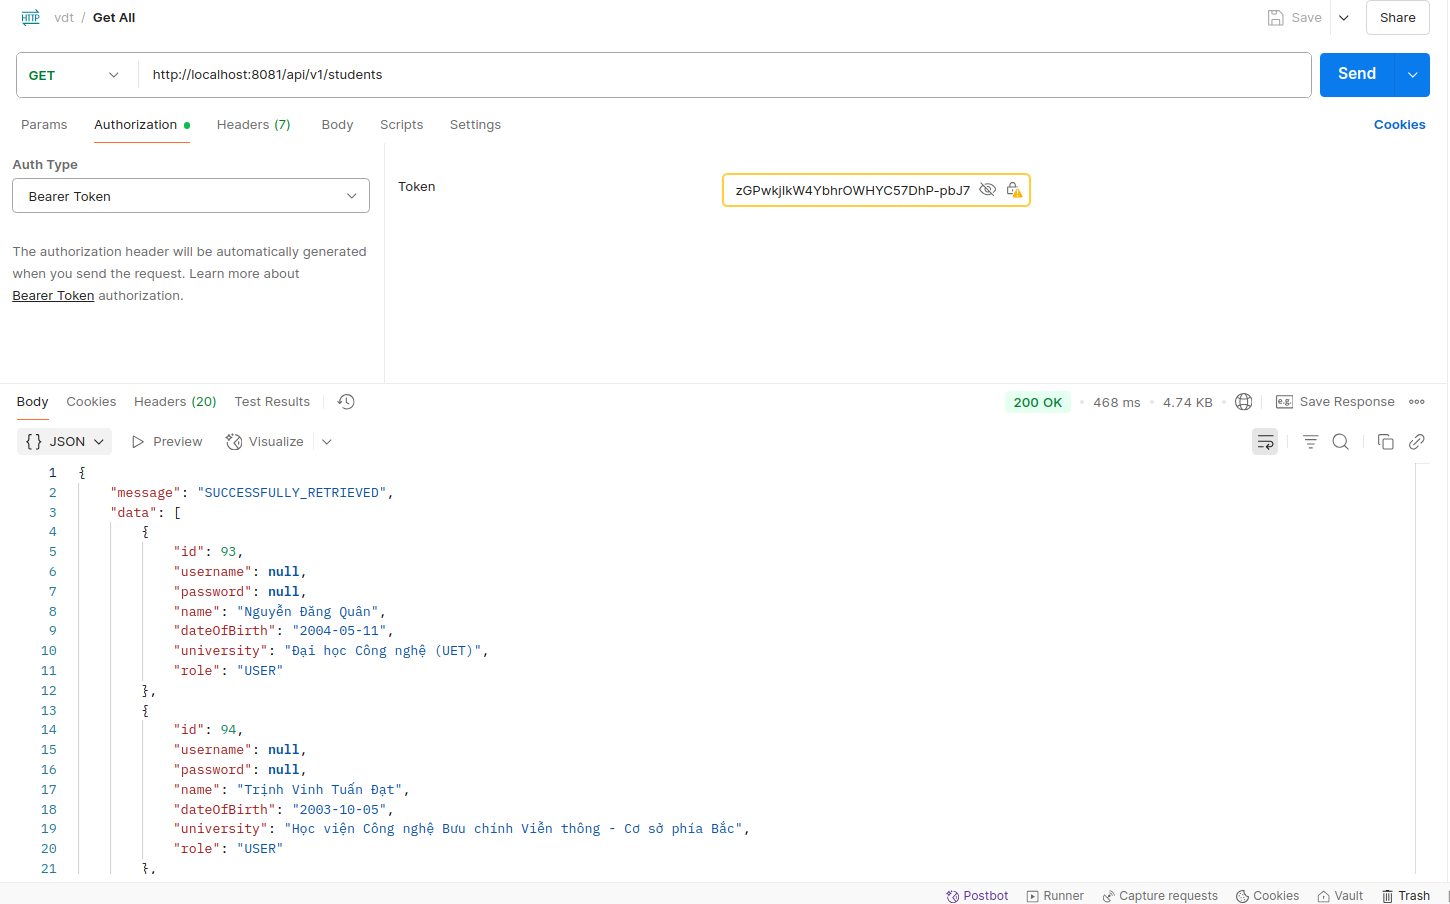 HTTP vdt / Get All Save Share
GET http://localhost:8081/api/v1/students Send
Params Authorization Headers (7) Body Scripts Settings Cookies
Auth Type
Bearer Token
Token zGPwkjlkW4YbhrOWHYC57DhP-pbJ7
The authorization header will be automatically generated
when you send the request. Learn more about
Bearer Token authorization.
Body Cookies Headers (20) Test Results 200 OK 468 ms 4.74 KB e.g. Save Response
{} JSON Preview Visualize
1 {
2 "message": "SUCCESSFULLY_RETRIEVED",
3 "data": [
4 {
5 "id": 93,
6 "username": null,
7 "password": null,
8 "name": "Nguyễn Đăng Quân",
9 "dateOfBirth": "2004-05-11",
10 "university": "Đại học Công nghệ (UET)",
11 "role": "USER"
12 },
13 {
14 "id": 94,
15 "username": null,
16 "password": null,
17 "name": "Trịnh Vinh Tuấn Đạt",
18 "dateOfBirth": "2003-10-05",
19 "university": "Học viện Công nghệ Bưu chính Viễn thông - Cơ sở phía Bắc",
20 "role": "USER"
21 },
Postbot Runner Capture requests Cookies Vault Trash